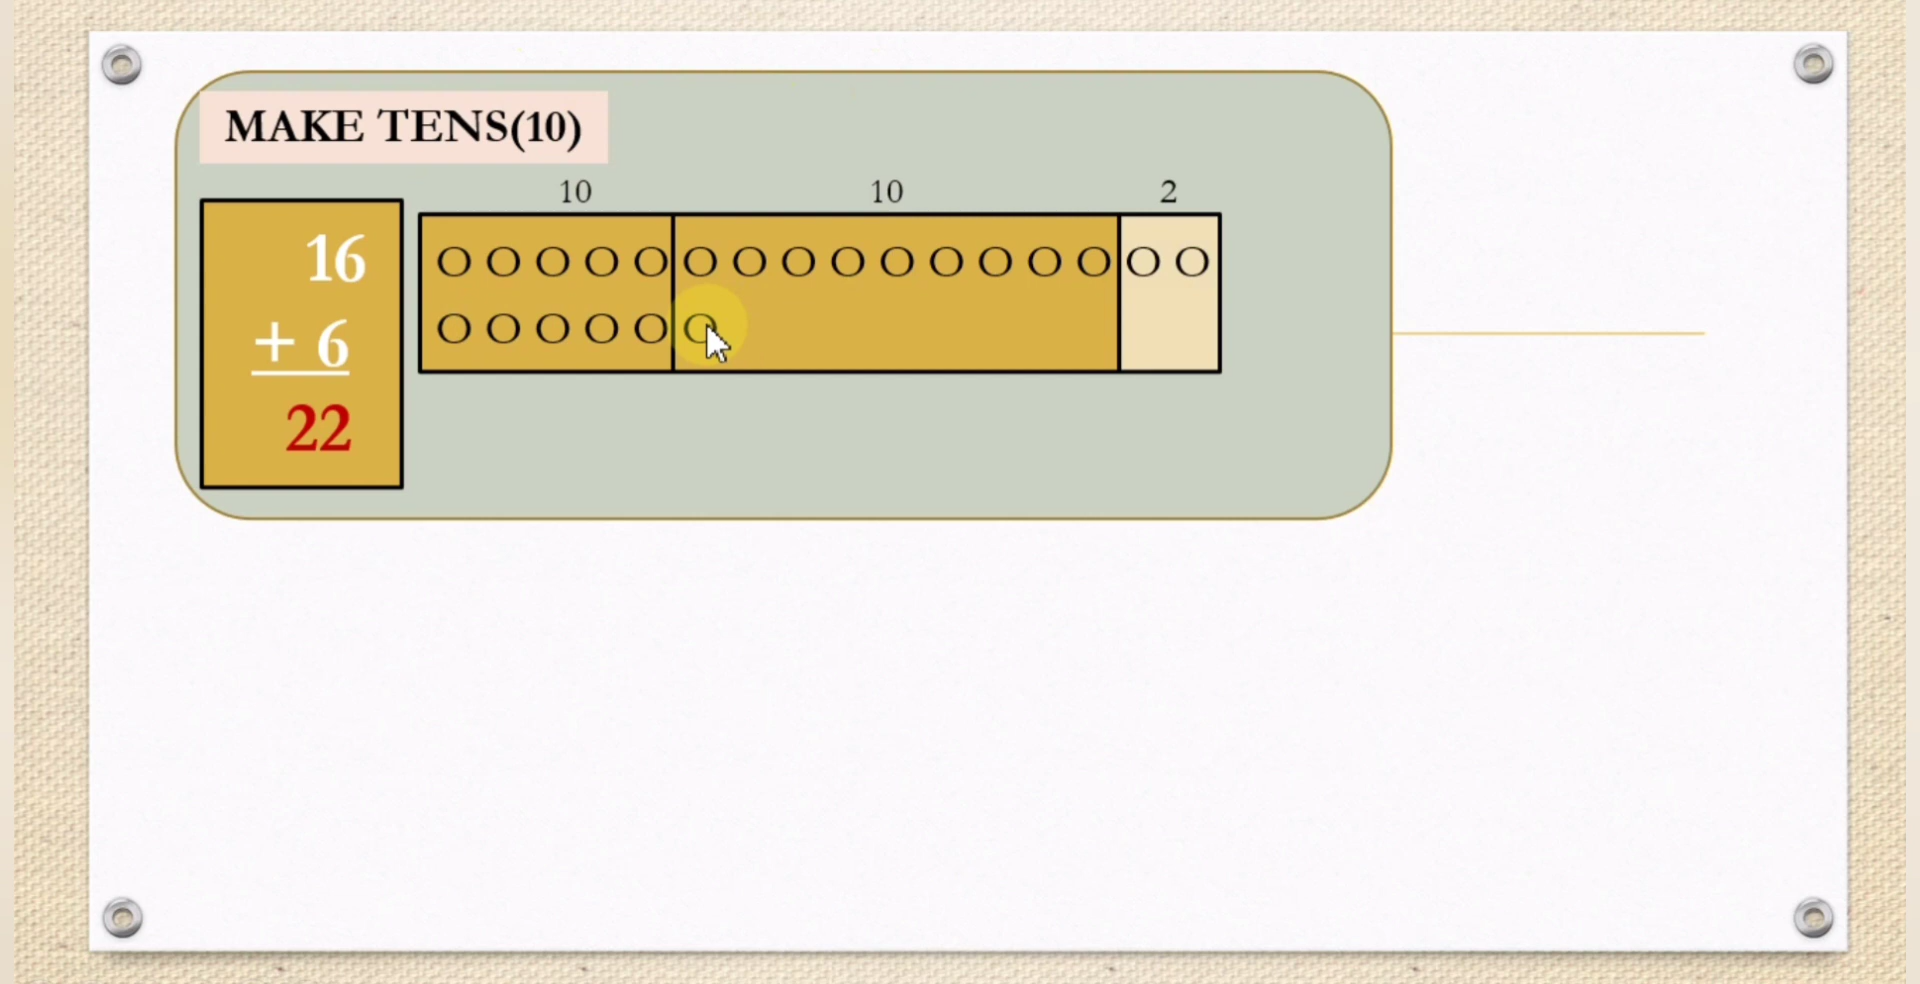 MAKE TENS(10)
10 10 2
16
+ 6
22
O O O O O O O O O O O O O O O O
O O O O O O